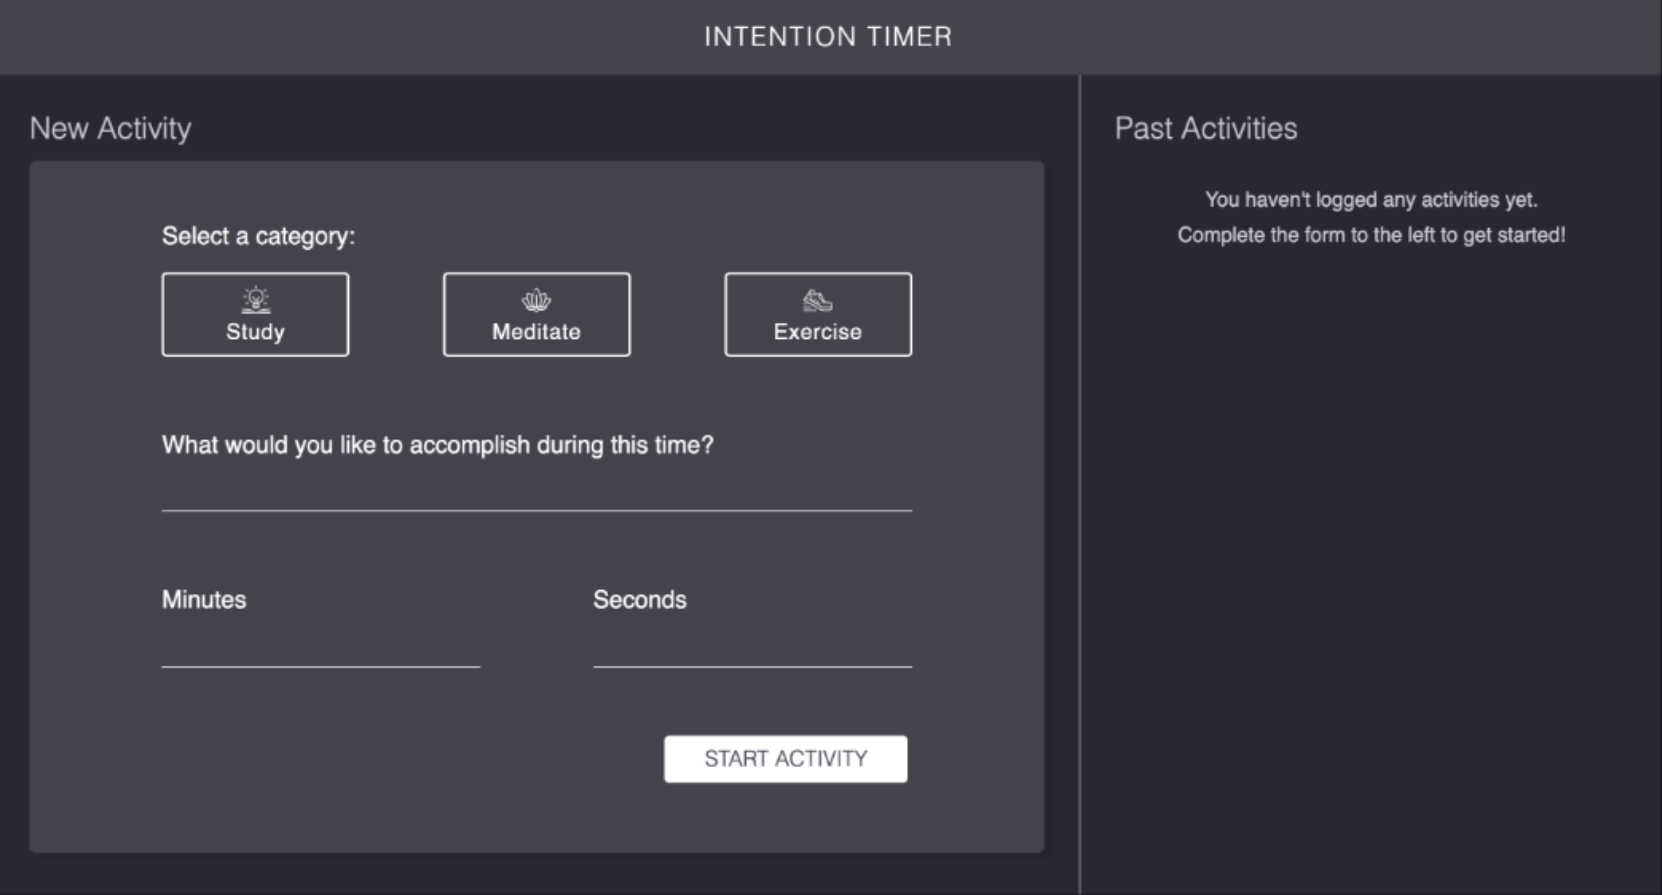 INTENTION TIMER
New Activity
Select a category:
Study
Meditate
Exercise
What would you like to accomplish during this time?
Minutes
Seconds
START ACTIVITY
Past Activities
You haven't logged any activities yet.
Complete the form to the left to get started!